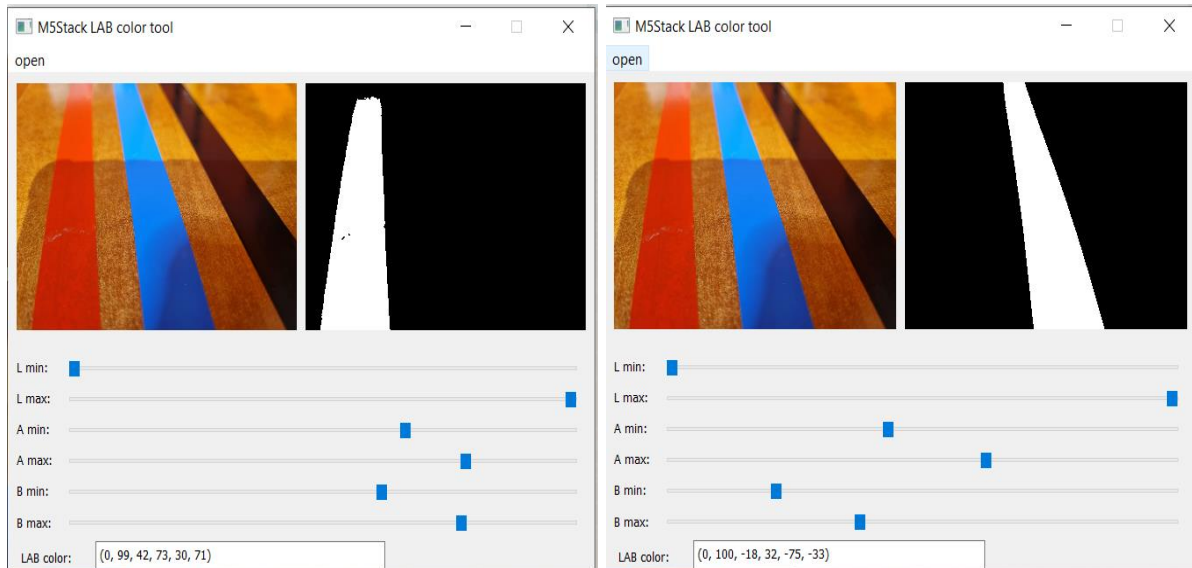 M5Stack LAB color tool
open
L min:
L max:
A min:
A max:
B min:
B max:
LAB color: (0, 99, 42, 73, 30, 71)
M5Stack LAB color tool
open
L min:
L max:
A min:
A max:
B min:
B max:
LAB color: (0, 100, -18, 32, -75, -33)